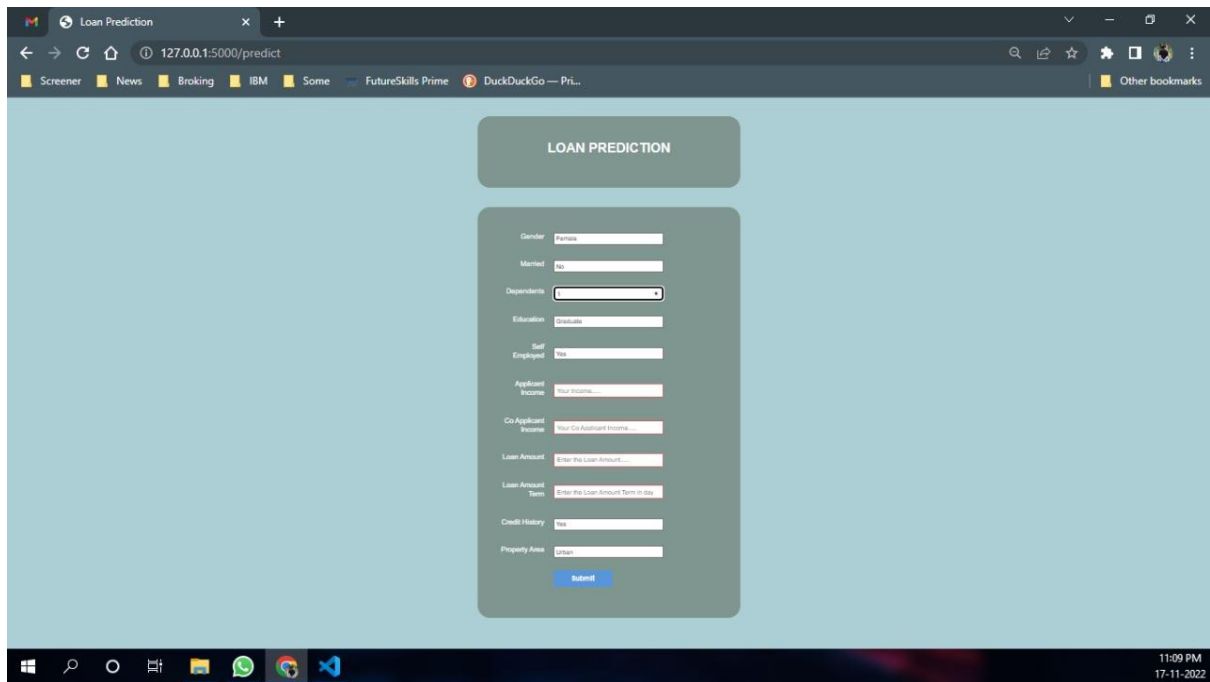 Loan Prediction
127.0.0.1:5000/predict
Screener News Broking IBM Some FutureSkills Prime DuckDuckGo — Pri... Other bookmarks
LOAN PREDICTION
Gender Female
Married No
Dependents 1
Education Graduate
Self
Employed Yes
Applicant
Income Your Income.....
Co Applicant
Income Your Co Applicant Income.....
Loan Amount Enter the Loan Amount.....
Loan Amount
Term Enter the Loan Amount Term in day
Credit History Yes
Property Area Urban
Submit
11:09 PM
17-11-2022